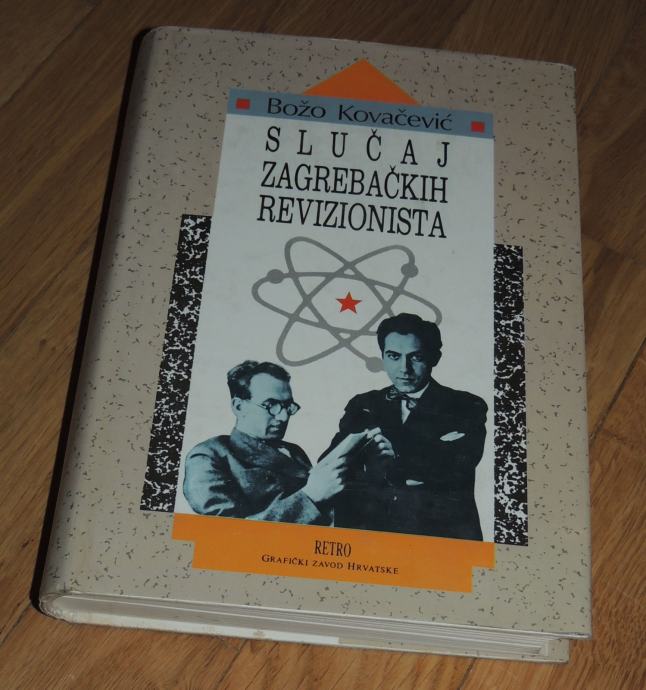 Božo Kovačević
SLUČAJ
ZAGREBAČKIH
REVIZIONISTA
RETRO
GRAFIČKI ZAVOD HRVATSKE